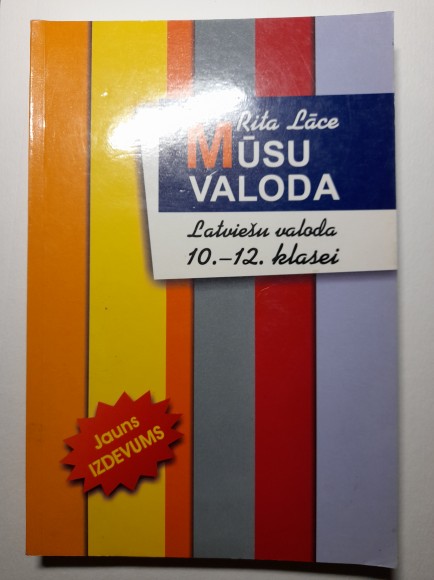 Rita Lāce
MŪSU
VALODA
Latviešu valoda
10.–12. klasei
Jauns
IZDEVUMS